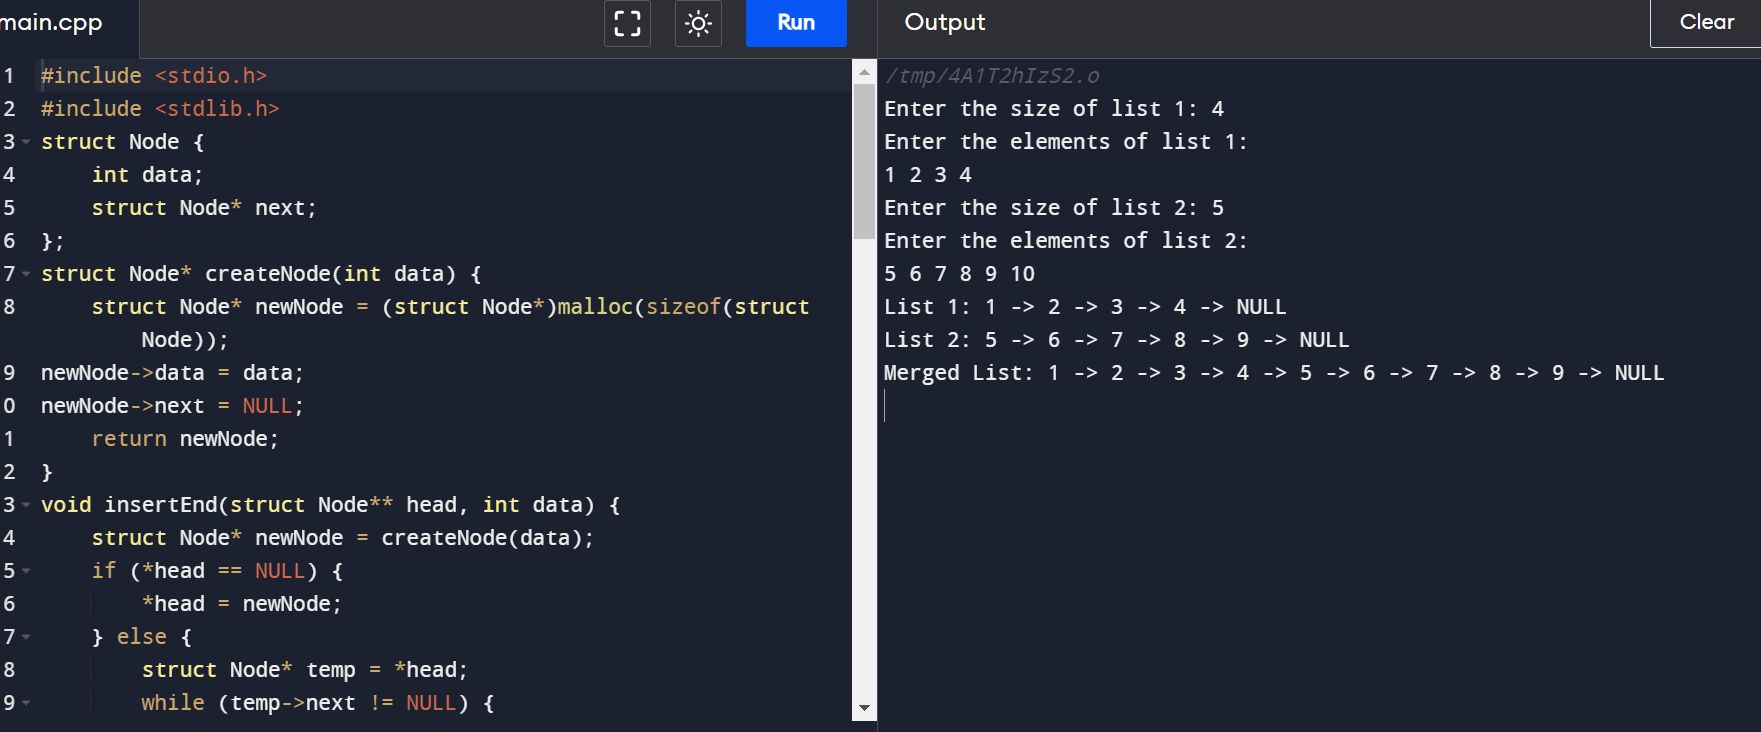 main.cpp
Run
Output
Clear
1 #include <stdio.h>
2 #include <stdlib.h>
3 struct Node {
4     int data;
5     struct Node* next;
6 };
7 struct Node* createNode(int data) {
8     struct Node* newNode = (struct Node*)malloc(sizeof(struct
        Node));
9 newNode->data = data;
0 newNode->next = NULL;
1     return newNode;
2 }
3 void insertEnd(struct Node** head, int data) {
4     struct Node* newNode = createNode(data);
5     if (*head == NULL) {
6         *head = newNode;
7     } else {
8         struct Node* temp = *head;
9         while (temp->next != NULL) {
/tmp/4A1T2hIzS2.o
Enter the size of list 1: 4
Enter the elements of list 1:
1 2 3 4
Enter the size of list 2: 5
Enter the elements of list 2:
5 6 7 8 9 10
List 1: 1 -> 2 -> 3 -> 4 -> NULL
List 2: 5 -> 6 -> 7 -> 8 -> 9 -> NULL
Merged List: 1 -> 2 -> 3 -> 4 -> 5 -> 6 -> 7 -> 8 -> 9 -> NULL